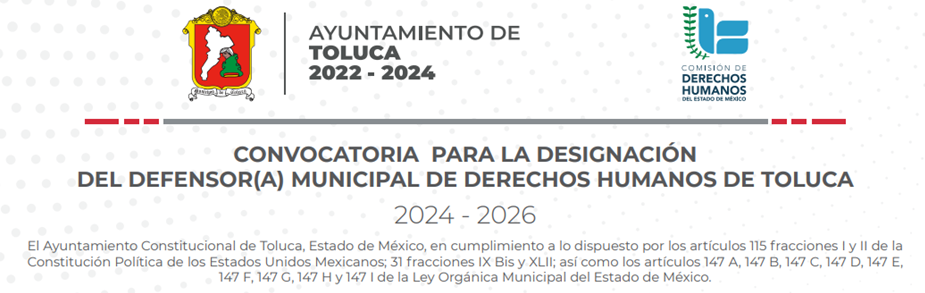 AYUNTAMIENTO DE
TOLUCA
2022 - 2024
COMISIÓN DE
DERECHOS
HUMANOS
DEL ESTADO DE MÉXICO
CONVOCATORIA PARA LA DESIGNACIÓN
DEL DEFENSOR(A) MUNICIPAL DE DERECHOS HUMANOS DE TOLUCA
2024 - 2026
El Ayuntamiento Constitucional de Toluca, Estado de México, en cumplimiento a lo dispuesto por los artículos 115 fracciones I y II de la
Constitución Política de los Estados Unidos Mexicanos; 31 fracciones IX Bis y XLII; así como los artículos 147 A, 147 B, 147 C, 147 D, 147 E,
147 F, 147 G, 147 H y 147 I de la Ley Orgánica Municipal del Estado de México.